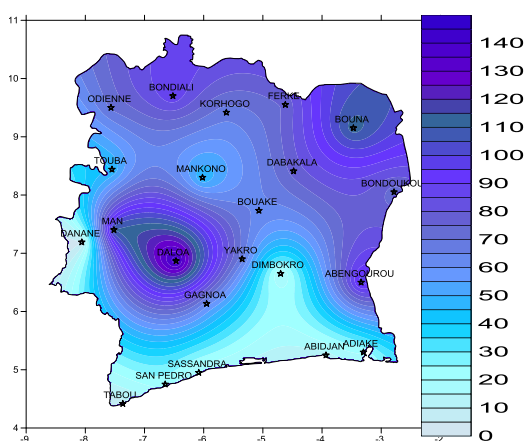 11
10
9
8
7
6
5
4
-9 -8 -7 -6 -5 -4 -3
BONDIALI
ODIENNE
KORHOGO
FERKE
BOUNA
TOUBA
MANKONO
DABAKALA
BONDOUKOU
BOUAKE
MAN
DANANE
DALOA
YAKRO
DIMBOKRO
ABENGOUROU
GAGNOA
ABIDJAN
ADIAKE
SASSANDRA
SAN PEDRO
TABOU
140
130
120
110
100
90
80
70
60
50
40
30
20
10
0